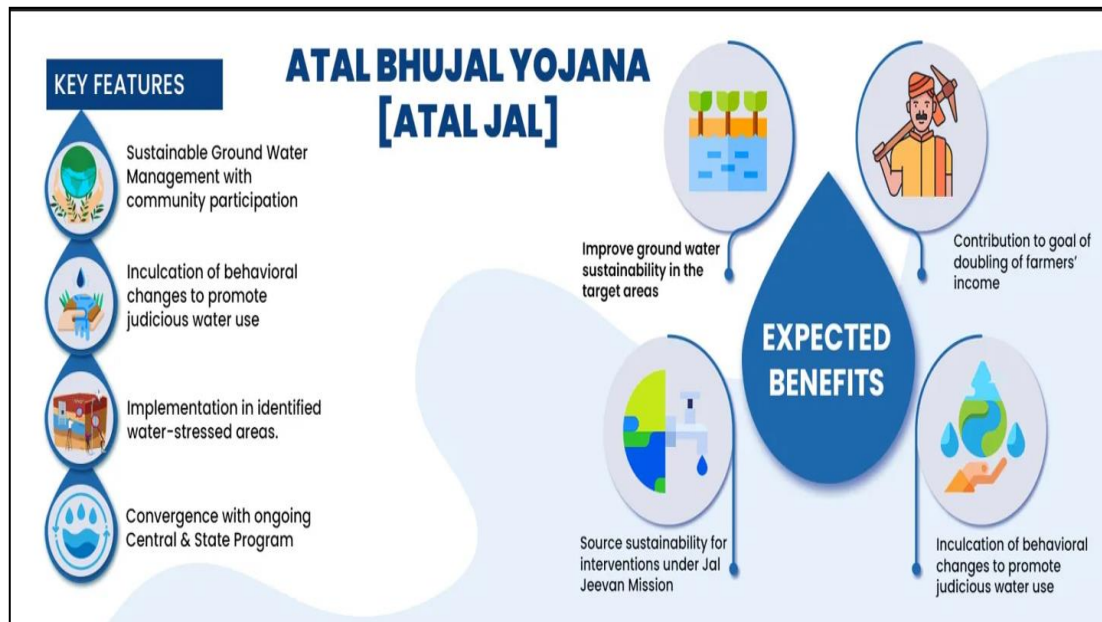 ATAL BHUJAL YOJANA
[ATAL JAL]
KEY FEATURES
Sustainable Ground Water
Management with
community participation
Inculcation of behavioral
changes to promote
judicious water use
Implementation in identified
water-stressed areas.
Convergence with ongoing
Central & State Program
EXPECTED
BENEFITS
Improve ground water
sustainability in the
target areas
Contribution to goal of
doubling of farmers'
income
Source sustainability for
interventions under Jal
Jeevan Mission
Inculcation of behavioral
changes to promote
judicious water use